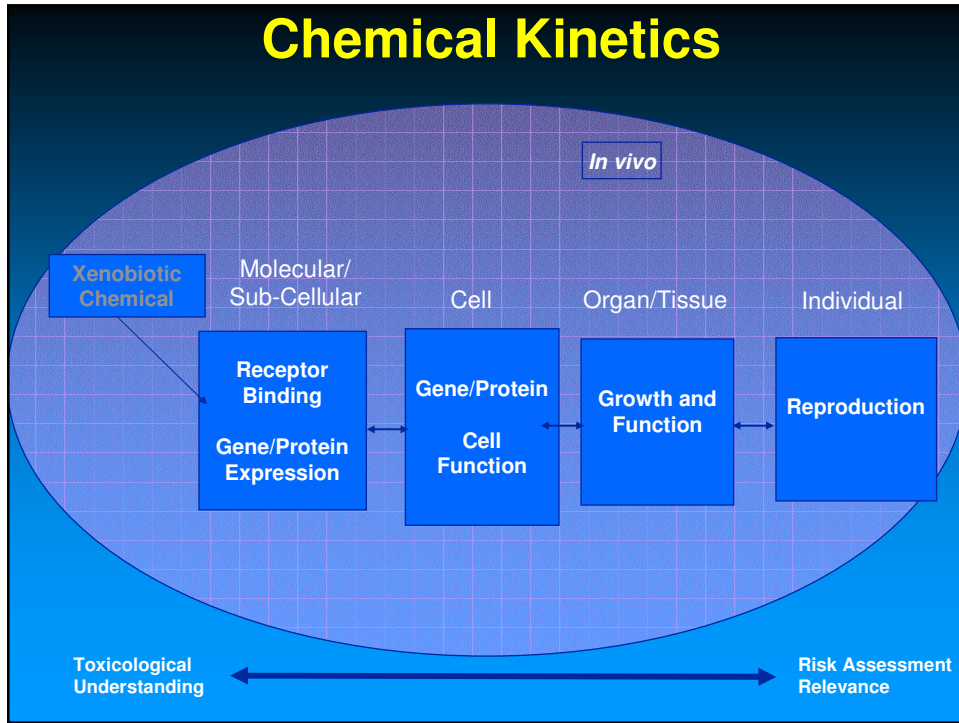 Chemical Kinetics
In vivo
Xenobiotic
Chemical
Molecular/
Sub-Cellular
Cell
Organ/Tissue
Individual
Receptor
Binding
Gene/Protein
Expression
Gene/Protein
Cell
Function
Growth and
Function
Reproduction
Toxicological
Understanding
Risk Assessment
Relevance